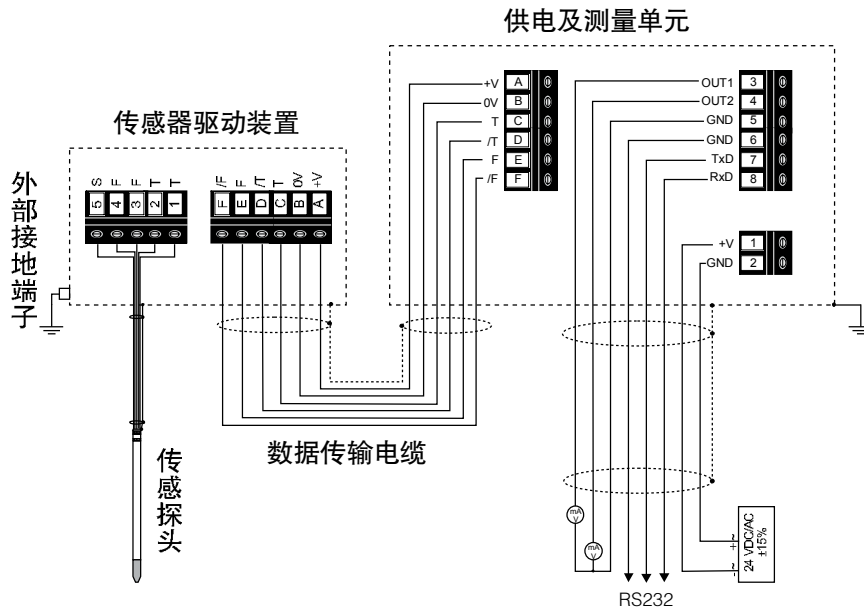 供电及测量单元
传感器驱动装置
外部接地端子
S F F T T
5 4 3 2 1
/F F /T T 0V +V
F E D C B A
+V A
0V B
T C
/T D
F E
/F F
OUT1 3
OUT2 4
GND 5
GND 6
TxD 7
RxD 8
+V 1
GND 2
数据传输电缆
传感探头
mA
V
mA
V
+ ~
- ~
24 VDC/AC
±15%
RS232